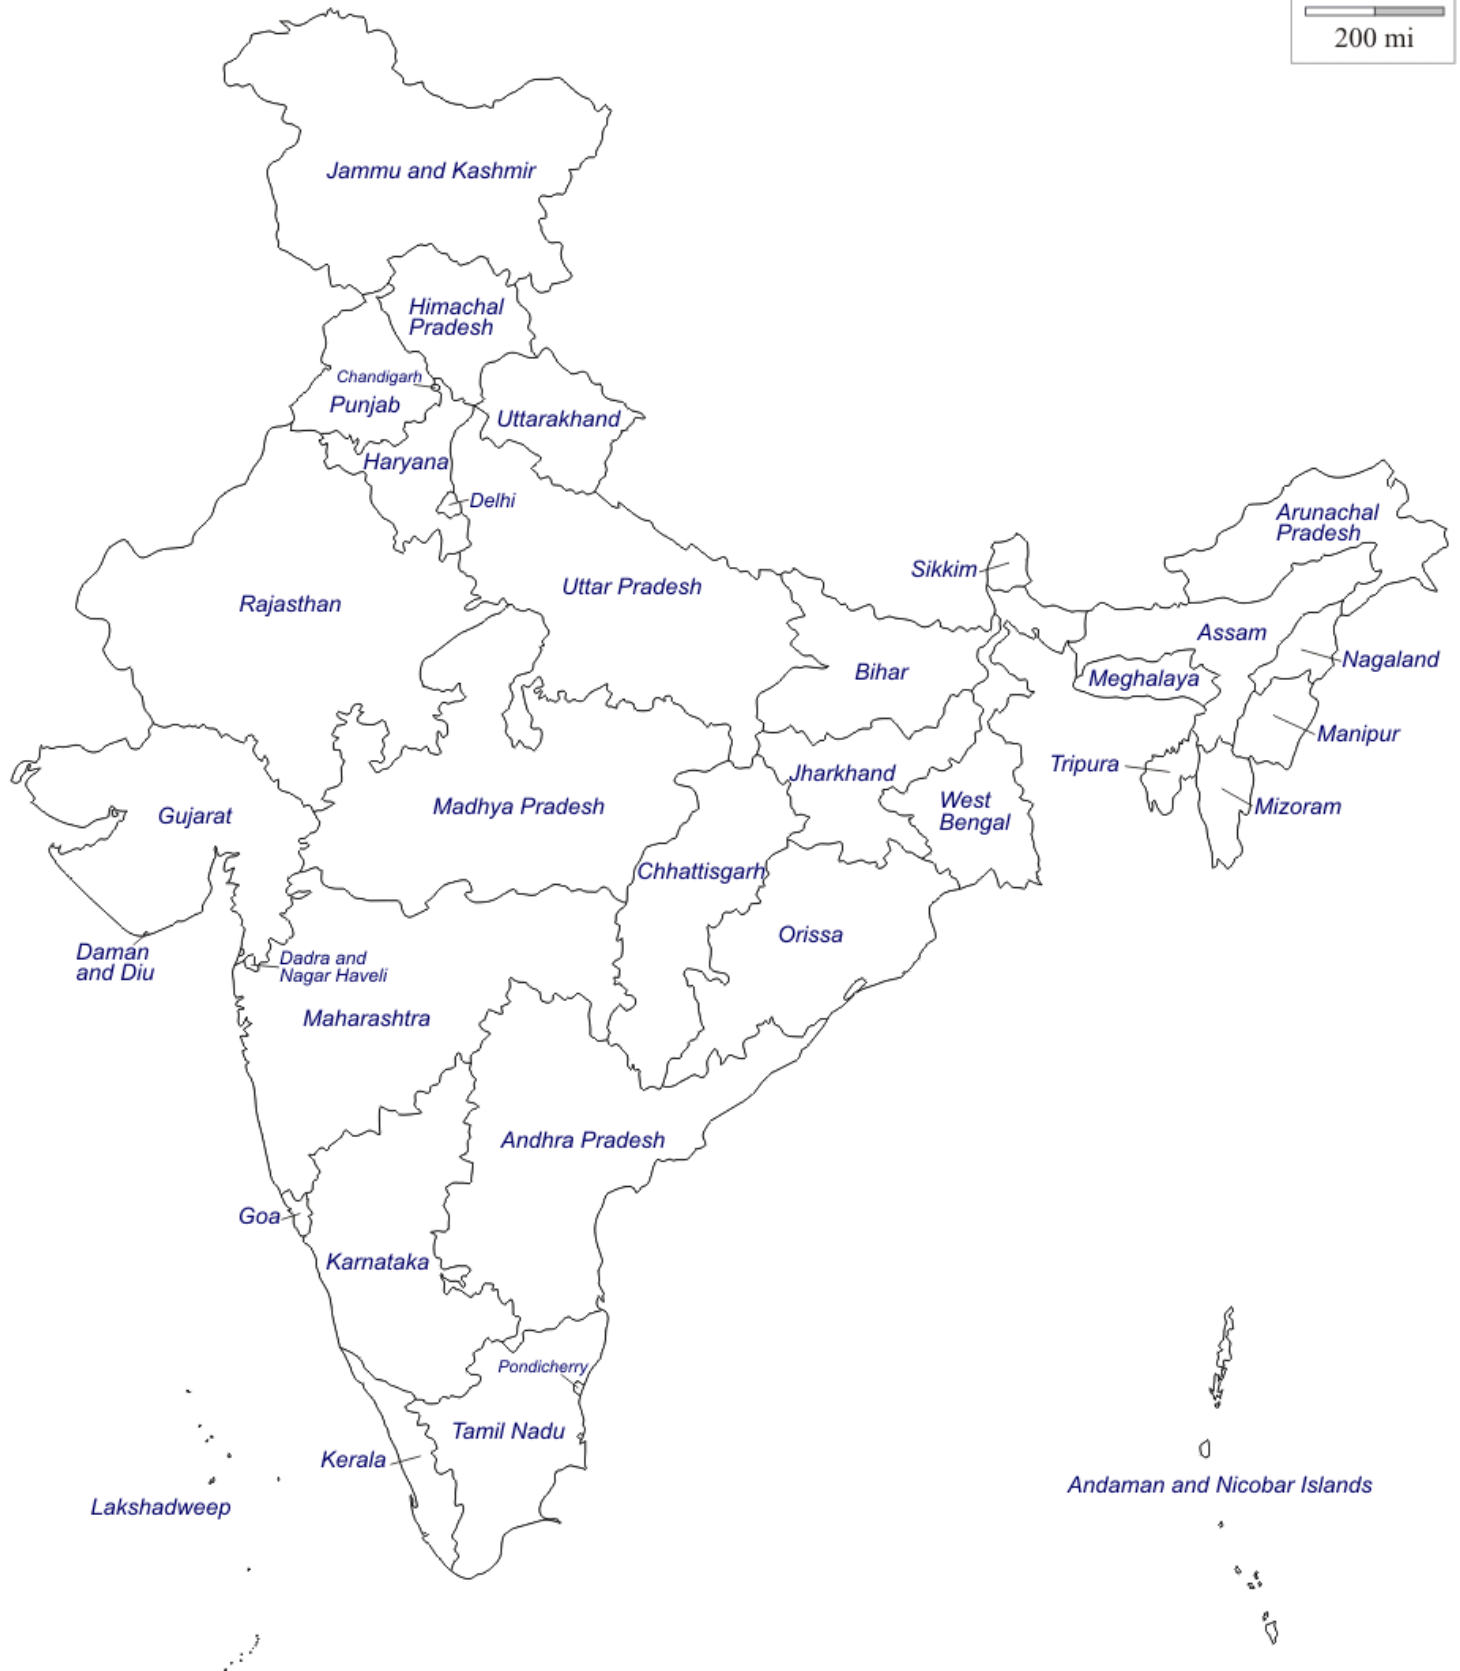 200 mi
Jammu and Kashmir
Himachal
Pradesh
Chandigarh
Punjab
Uttarakhand
Haryana
Delhi
Arunachal
Pradesh
Sikkim
Uttar Pradesh
Rajasthan
Assam
Nagaland
Bihar
Meghalaya
Manipur
Tripura
Jharkhand
West
Bengal
Mizoram
Madhya Pradesh
Gujarat
Chhattisgarh
Orissa
Daman
and Diu
Dadra and
Nagar Haveli
Maharashtra
Andhra Pradesh
Goa
Karnataka
Pondicherry
Tamil Nadu
Kerala
Lakshadweep
Andaman and Nicobar Islands